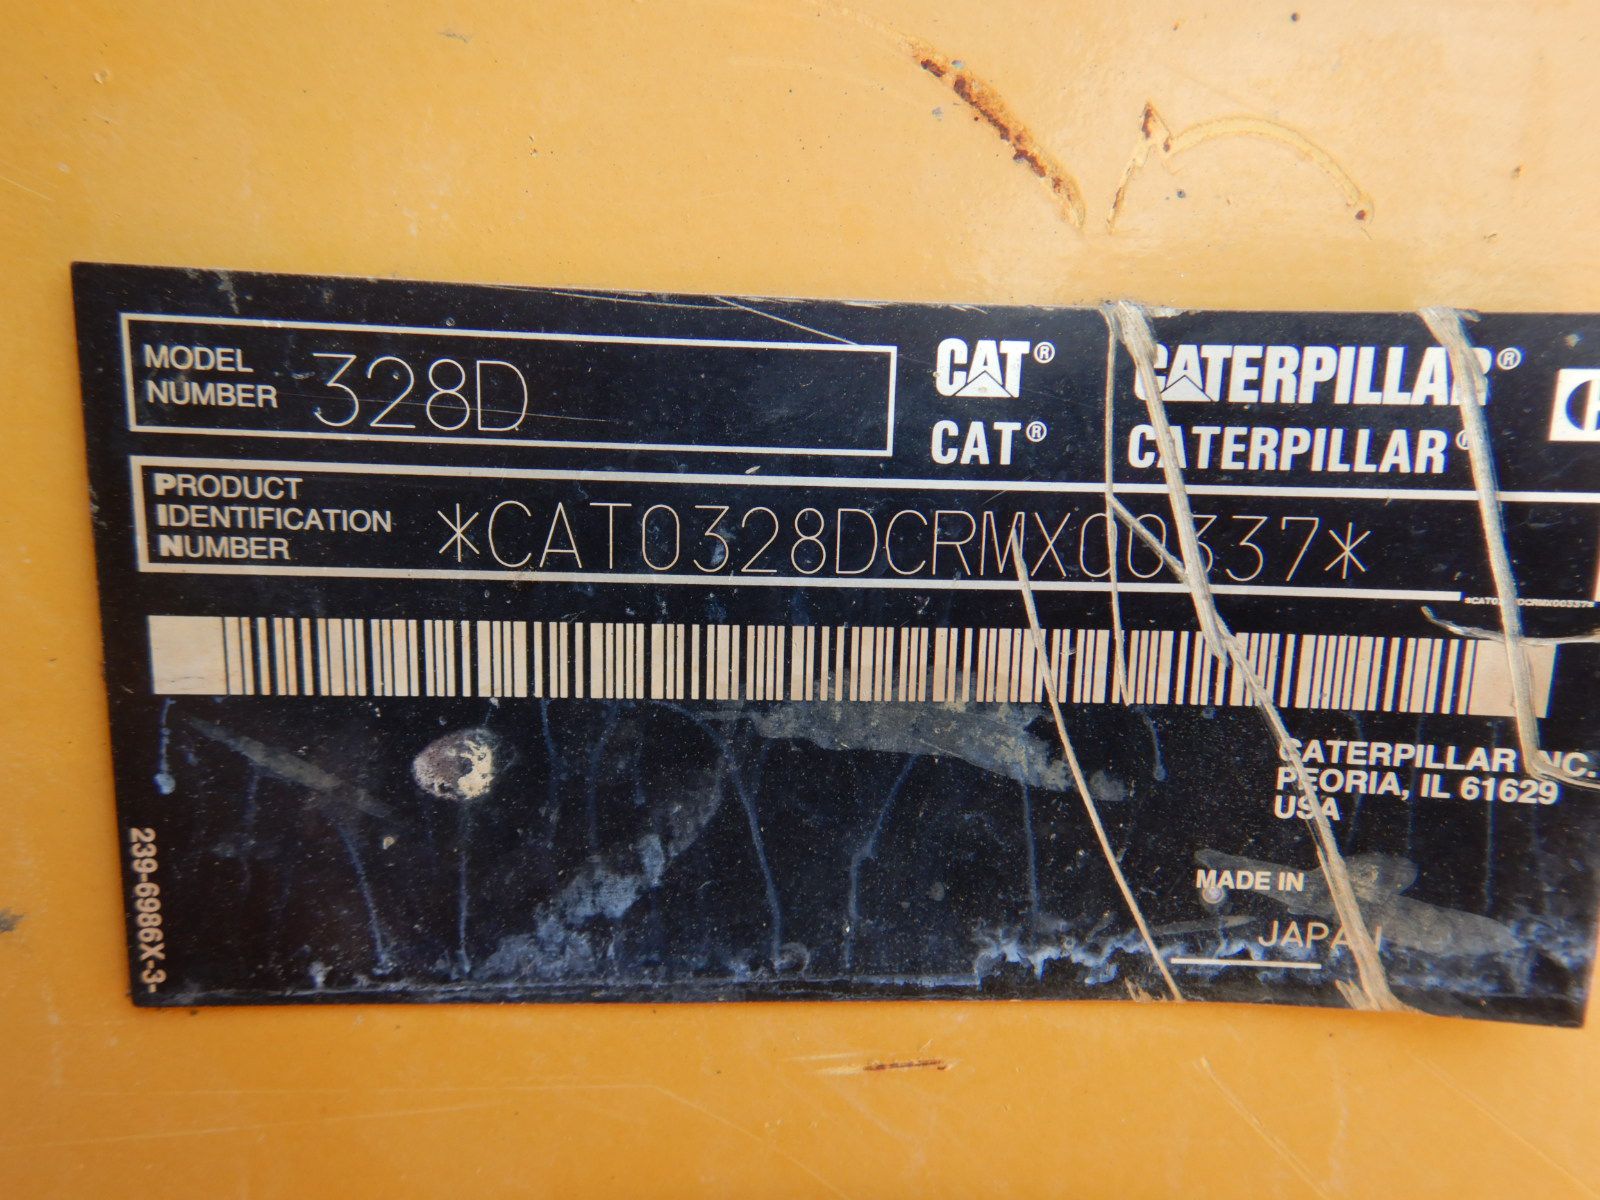 MODEL NUMBER 328D
CAT® CATERPILLAR®
CAT® CATERPILLAR®
PRODUCT
IDENTIFICATION
NUMBER
*CAT0328DCRMX00337*
CATERPILLAR INC.
PEORIA, IL 61629
USA
MADE IN
JAPAN
239-6986X-3